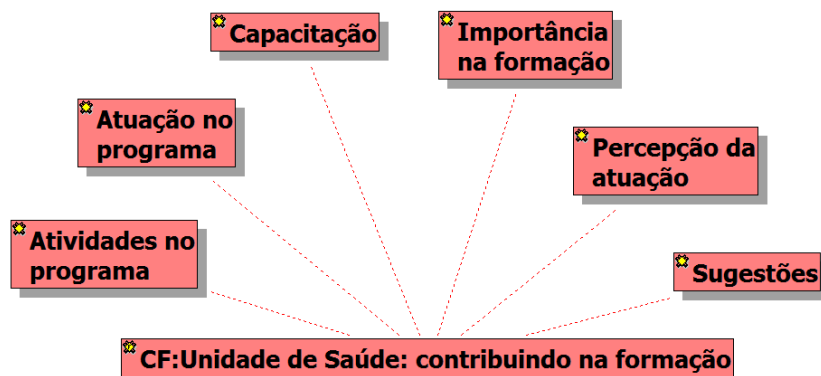 Capacitação
Importância
na formação
Atuação no
programa
Percepção da
atuação
Atividades no
programa
Sugestões
CF:Unidade de Saúde: contribuindo na formação